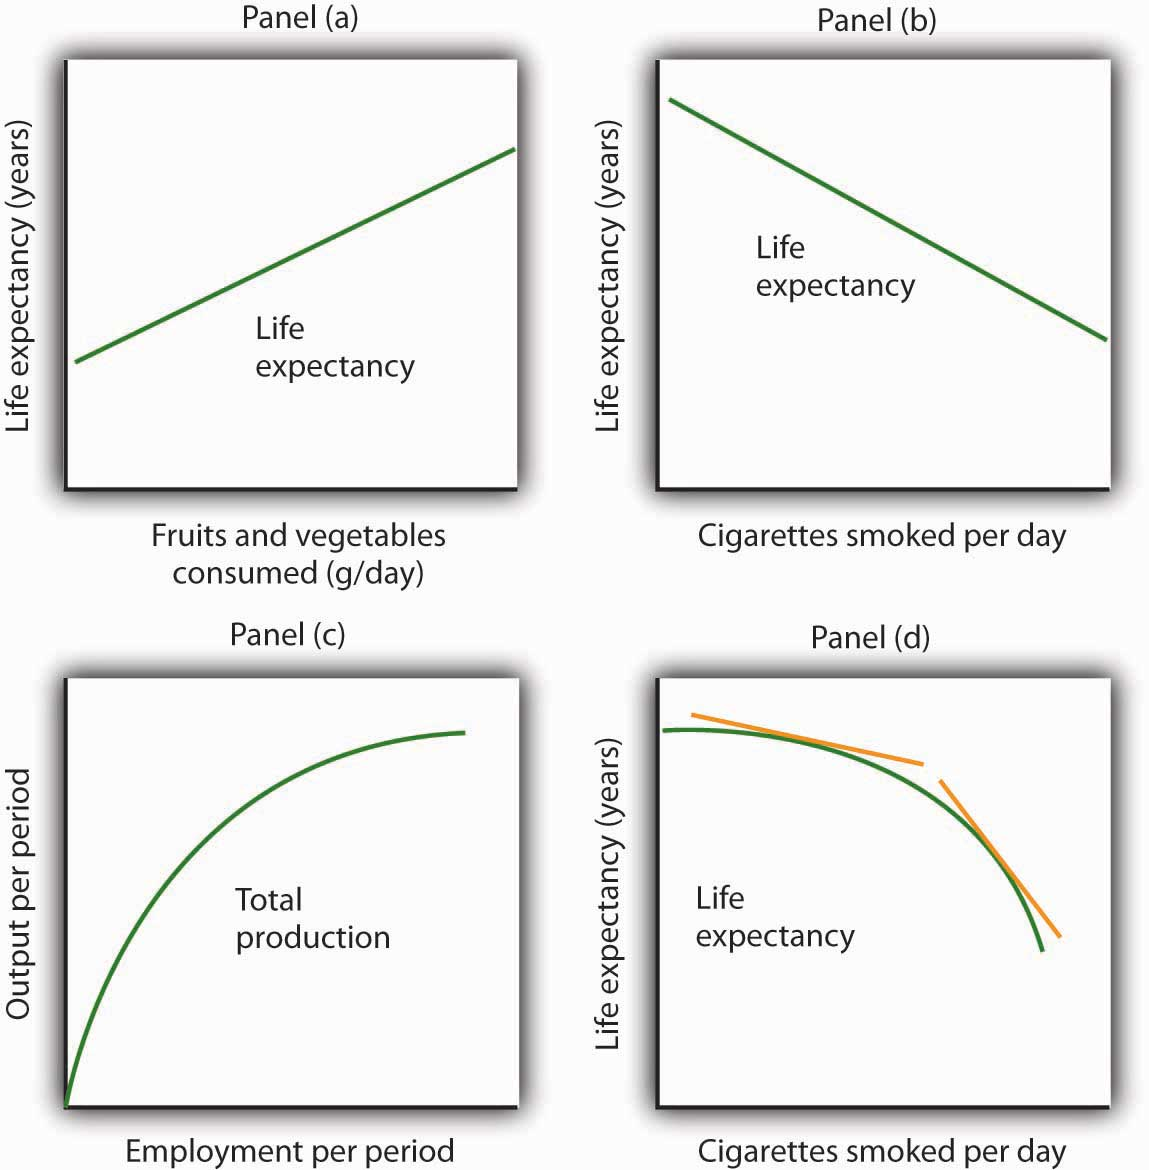 Panel (a)
Life expectancy (years)
Life
expectancy
Fruits and vegetables
consumed (g/day)
Panel (b)
Life expectancy (years)
Life
expectancy
Cigarettes smoked per day
Panel (c)
Output per period
Total
production
Employment per period
Panel (d)
Life expectancy (years)
Life
expectancy
Cigarettes smoked per day